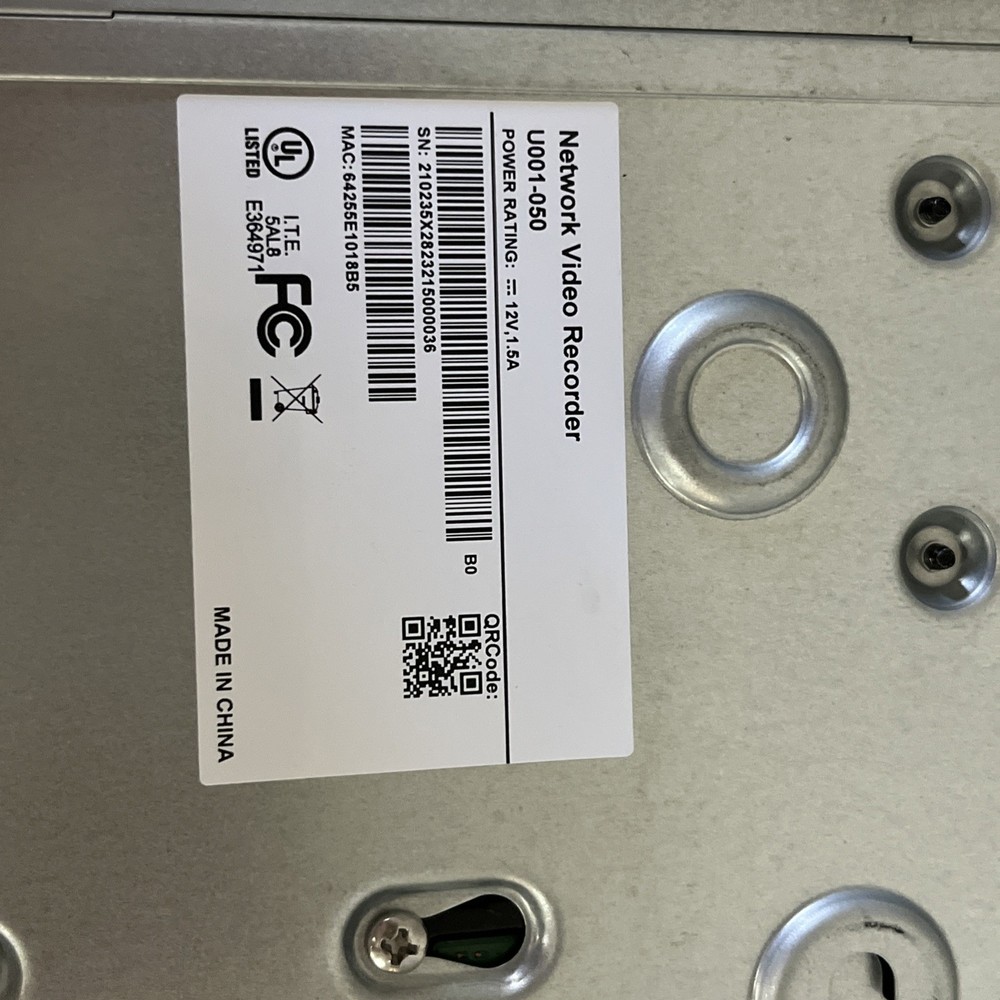 Network Video Recorder
U001-050
POWER RATING: ⎓ 12V,1.5A
SN: 210235X2823215000036
B0
QRCode:
MAC:64255E1018B5
UL
LISTED
I.T.E.
5AL8
E364971
FC
MADE IN CHINA